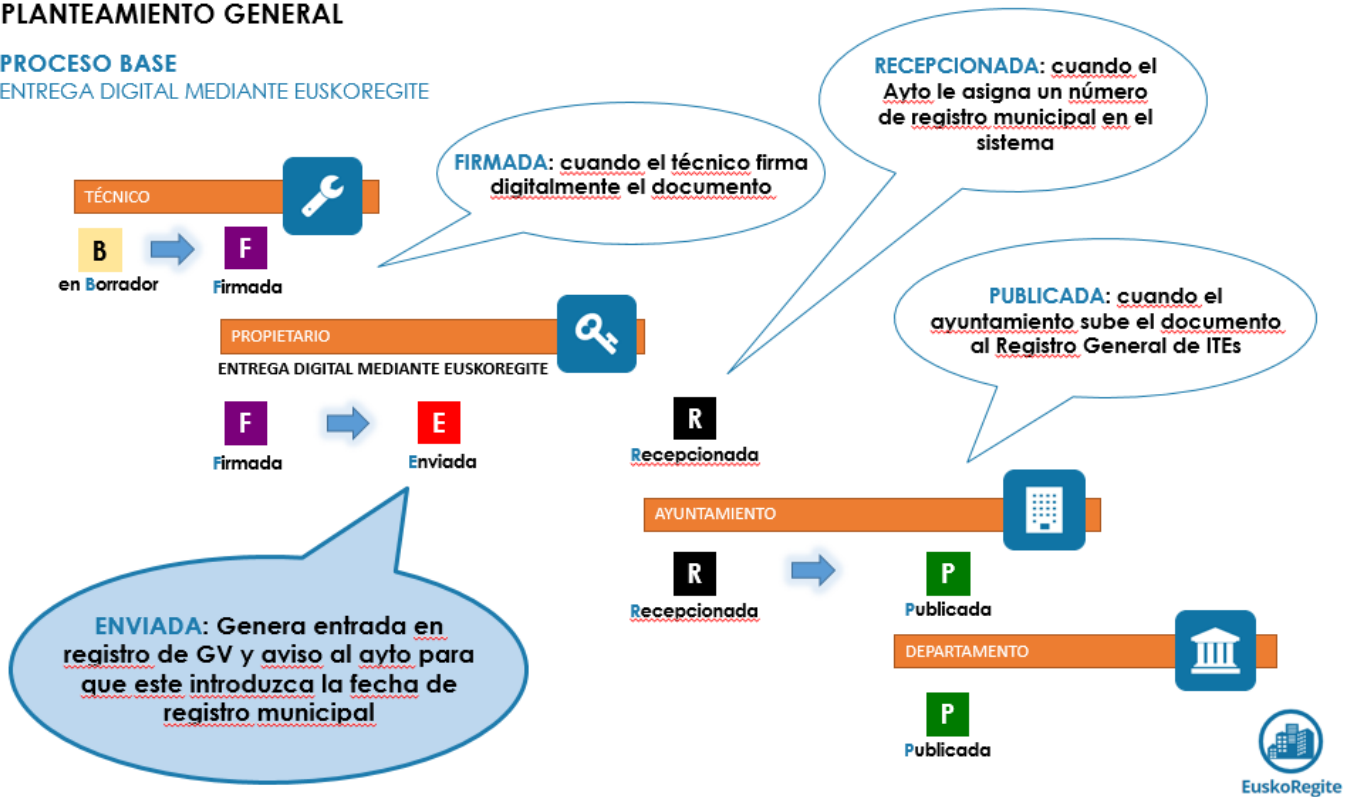 PLANTEAMIENTO GENERAL
PROCESO BASE
ENTREGA DIGITAL MEDIANTE EUSKOREGITE
RECEPCIONADA: cuando el
Ayto le asigna un número
de registro municipal en el
sistema
FIRMADA: cuando el técnico firma
digitalmente el documento
TÉCNICO
B
F
en Borrador
Firmada
PUBLICADA: cuando el
ayuntamiento sube el documento
al Registro General de ITEs
PROPIETARIO
ENTREGA DIGITAL MEDIANTE EUSKOREGITE
F
E
Firmada
Enviada
R
Recepcionada
AYUNTAMIENTO
R
P
Recepcionada
Publicada
ENVIADA: Genera entrada en
registro de GV y aviso al ayto para
que este introduzca la fecha de
registro municipal
DEPARTAMENTO
P
Publicada
EuskoRegite